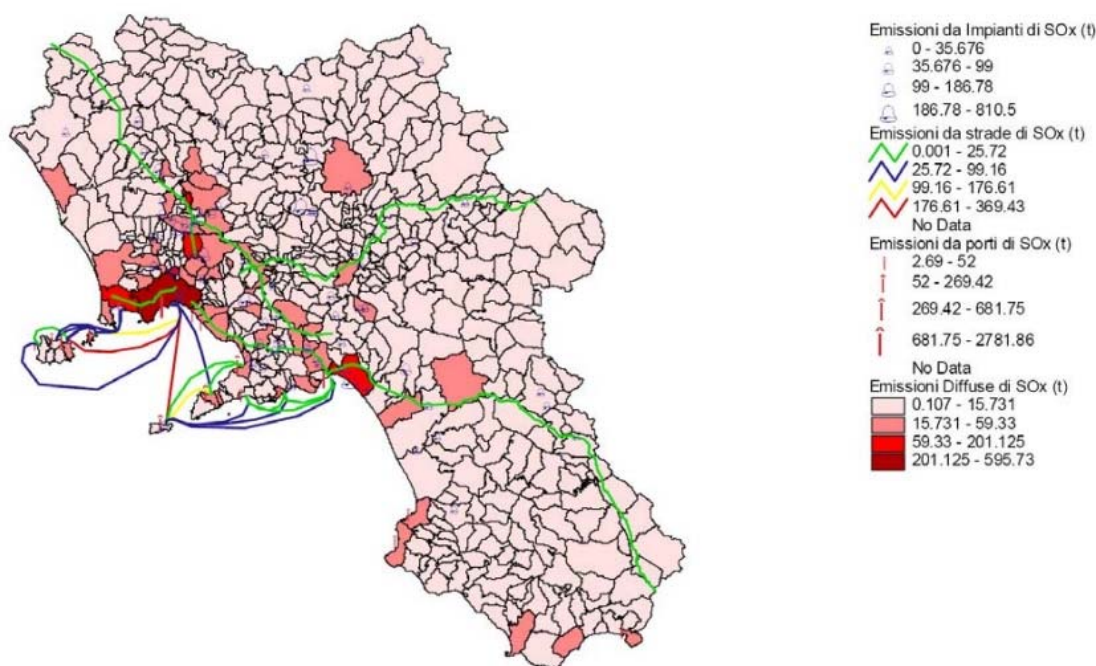 Emissioni da Impianti di SOx (t)
0 - 35.676
35.676 - 99
99 - 186.78
186.78 - 810.5
Emissioni da strade di SOx (t)
0.001 - 25.72
25.72 - 99.16
99.16 - 176.61
176.61 - 369.43
No Data
Emissioni da porti di SOx (t)
2.69 - 52
52 - 269.42
269.42 - 681.75
681.75 - 2781.86
No Data
Emissioni Diffuse di SOx (t)
0.107 - 15.731
15.731 - 59.33
59.33 - 201.125
201.125 - 595.73